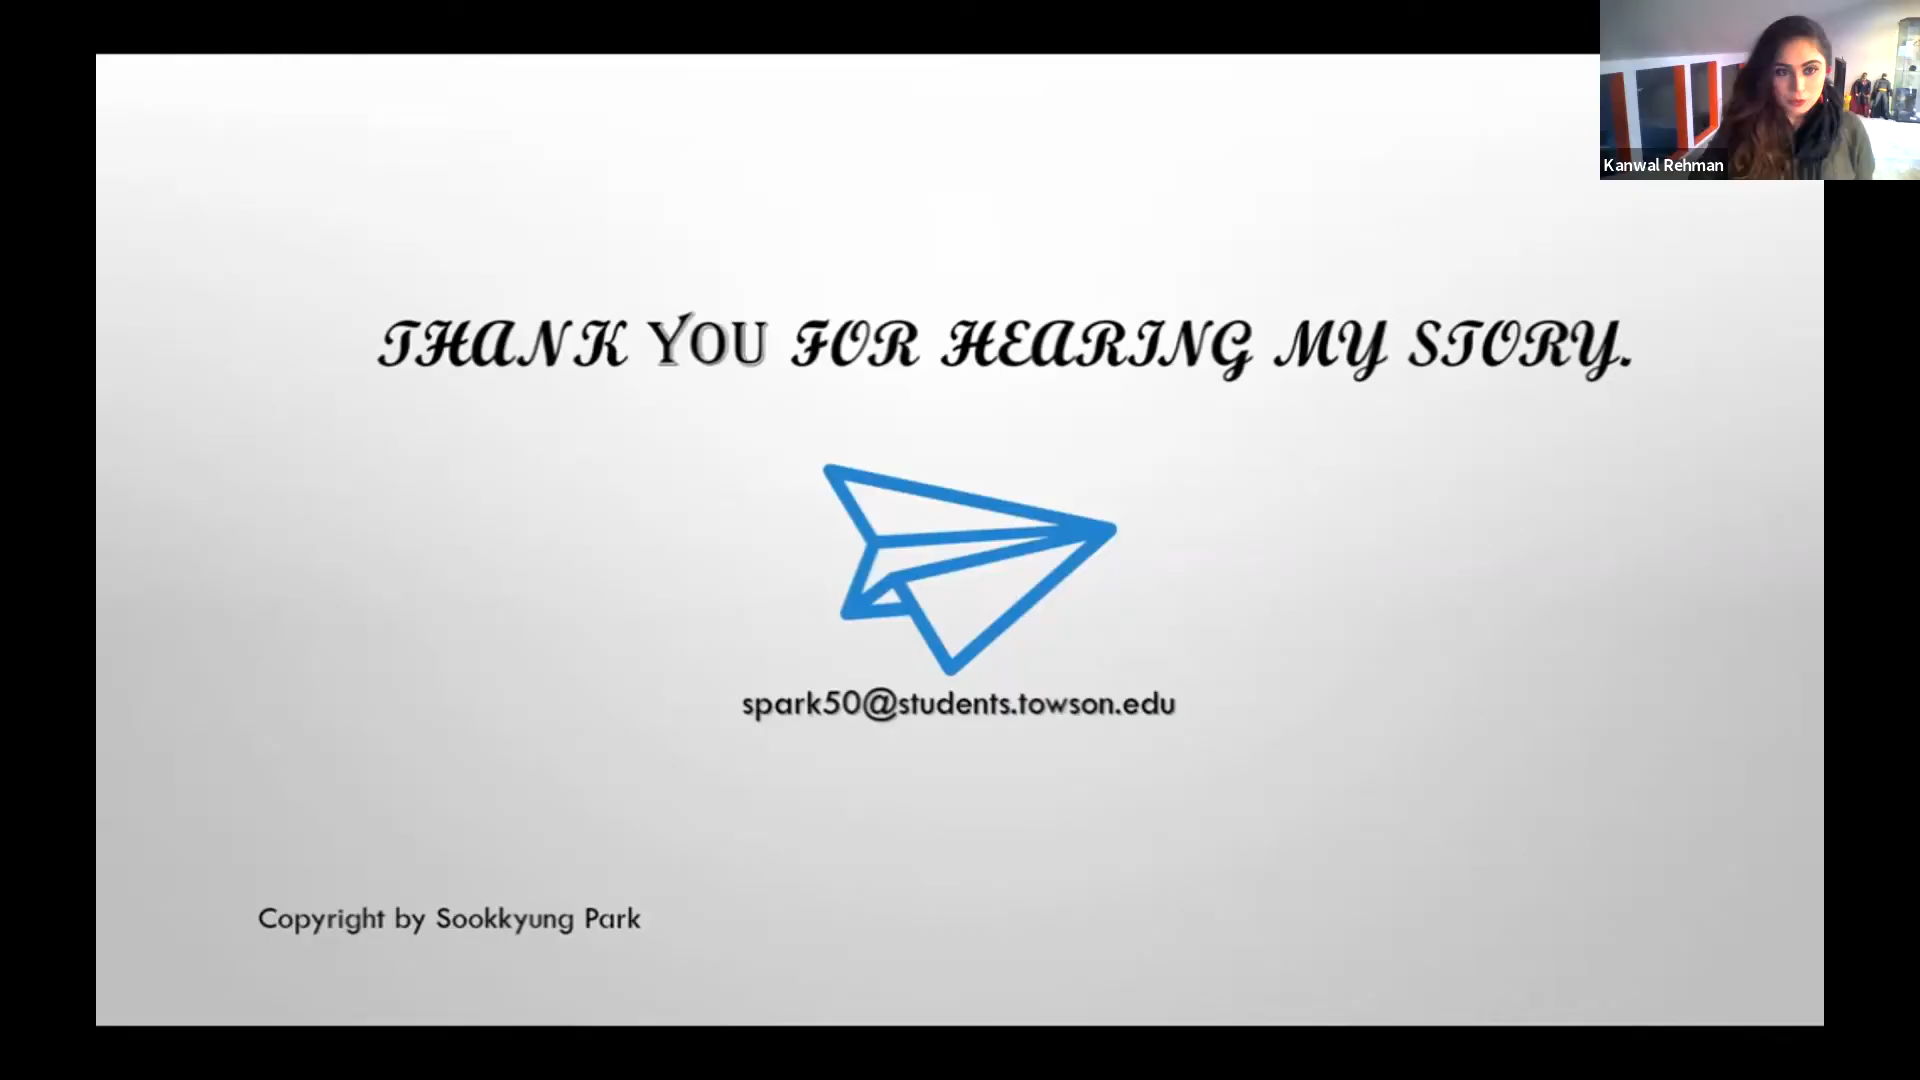 Kanwal Rehman
THANK YOU FOR HEARING MY STORY.
spark50@students.towson.edu
Copyright by Sookkyung Park